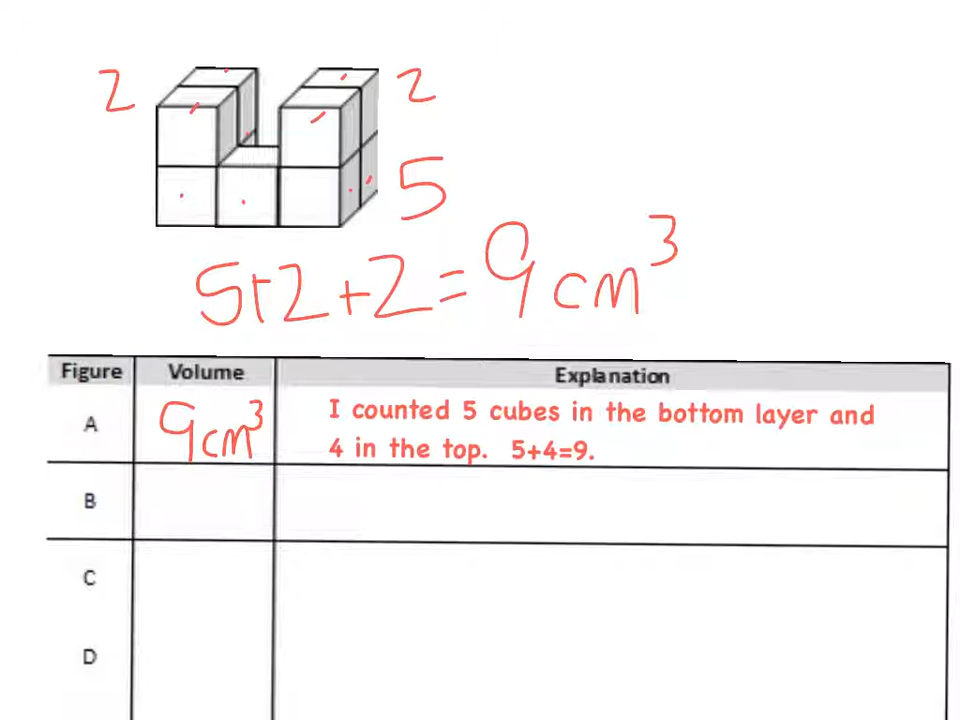 2 2
5
5+2+2=9cm³
Figure Volume Explanation
A 9cm³ I counted 5 cubes in the bottom layer and
4 in the top. 5+4=9.
B
C
D